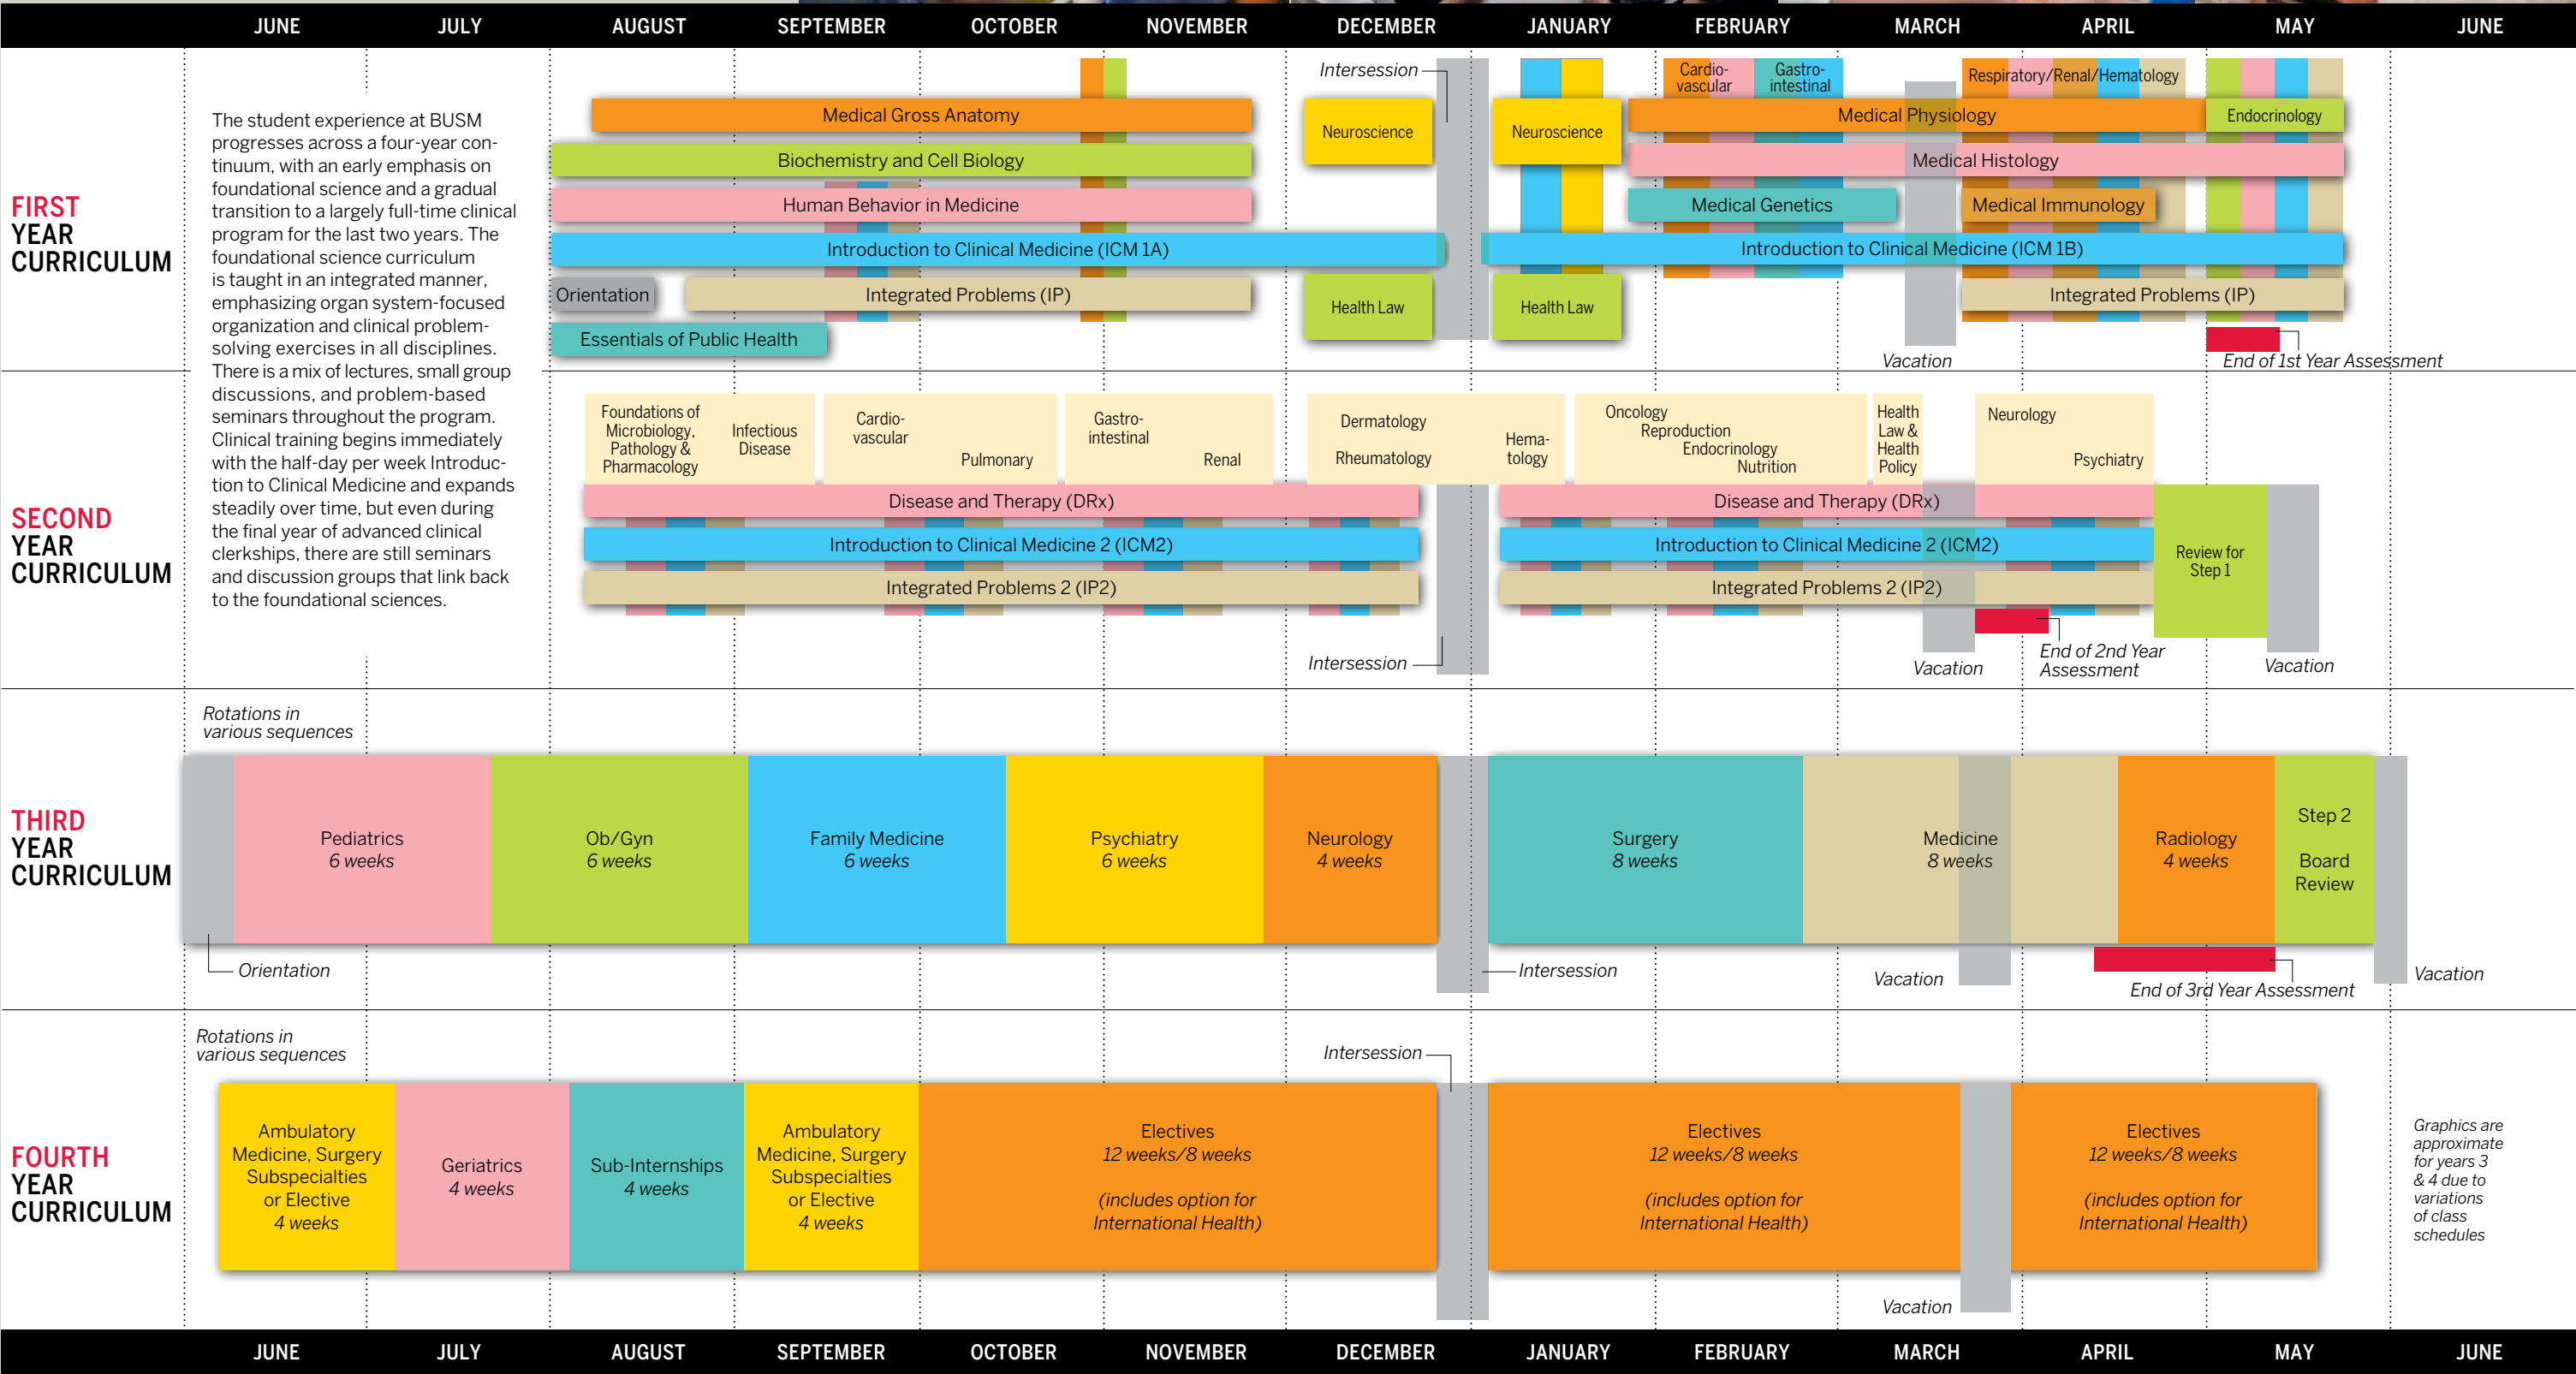 JUNE JULY AUGUST SEPTEMBER OCTOBER NOVEMBER DECEMBER JANUARY FEBRUARY MARCH APRIL MAY JUNE
FIRST
YEAR
CURRICULUM
The student experience at BUSM
progresses across a four-year con-
tinuum, with an early emphasis on
foundational science and a gradual
transition to a largely full-time clinical
program for the last two years. The
foundational science curriculum
is taught in an integrated manner,
emphasizing organ system-focused
organization and clinical problem-
solving exercises in all disciplines.
There is a mix of lectures, small group
discussions, and problem-based
seminars throughout the program.
Clinical training begins immediately
with the half-day per week Introduc-
tion to Clinical Medicine and expands
steadily over time, but even during
the final year of advanced clinical
clerkships, there are still seminars
and discussion groups that link back
to the foundational sciences.
Medical Gross Anatomy
Biochemistry and Cell Biology
Human Behavior in Medicine
Introduction to Clinical Medicine (ICM 1A)
Orientation
Integrated Problems (IP)
Essentials of Public Health
Intersession
Neuroscience
Health Law
Neuroscience
Health Law
Cardio-
vascular
Gastro-
intestinal
Respiratory/Renal/Hematology
Medical Physiology
Endocrinology
Medical Histology
Medical Genetics
Medical Immunology
Introduction to Clinical Medicine (ICM 1B)
Integrated Problems (IP)
Vacation
End of 1st Year Assessment
SECOND
YEAR
CURRICULUM
Foundations of
Microbiology,
Pathology &
Pharmacology
Infectious
Disease
Cardio-
vascular
Pulmonary
Gastro-
intestinal
Renal
Dermatology
Rheumatology
Hema-
tology
Oncology
Reproduction
Endocrinology
Nutrition
Health
Law &
Health
Policy
Neurology
Psychiatry
Disease and Therapy (DRx)
Introduction to Clinical Medicine 2 (ICM2)
Integrated Problems 2 (IP2)
Disease and Therapy (DRx)
Introduction to Clinical Medicine 2 (ICM2)
Integrated Problems 2 (IP2)
Review for
Step 1
Intersession
Vacation
End of 2nd Year
Assessment
Vacation
THIRD
YEAR
CURRICULUM
Rotations in
various sequences
Pediatrics
6 weeks
Ob/Gyn
6 weeks
Family Medicine
6 weeks
Psychiatry
6 weeks
Neurology
4 weeks
Surgery
8 weeks
Medicine
8 weeks
Radiology
4 weeks
Step 2
Board
Review
Orientation
Intersession
Vacation
End of 3rd Year Assessment
Vacation
FOURTH
YEAR
CURRICULUM
Rotations in
various sequences
Intersession
Ambulatory
Medicine, Surgery
Subspecialties
or Elective
4 weeks
Geriatrics
4 weeks
Sub-Internships
4 weeks
Ambulatory
Medicine, Surgery
Subspecialties
or Elective
4 weeks
Electives
12 weeks/8 weeks
(includes option for
International Health)
Electives
12 weeks/8 weeks
(includes option for
International Health)
Electives
12 weeks/8 weeks
(includes option for
International Health)
Vacation
Graphics are
approximate
for years 3
& 4 due to
variations
of class
schedules
JUNE JULY AUGUST SEPTEMBER OCTOBER NOVEMBER DECEMBER JANUARY FEBRUARY MARCH APRIL MAY JUNE